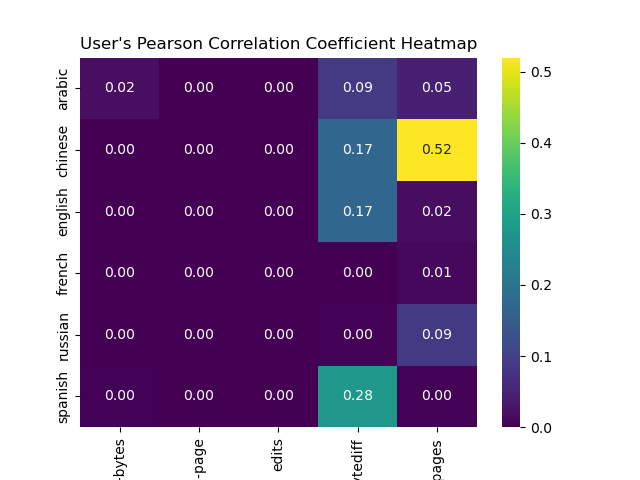 User's Pearson Correlation Coefficient Heatmap
arabic 0.02 0.00 0.00 0.09 0.05
chinese 0.00 0.00 0.00 0.17 0.52
english 0.00 0.00 0.00 0.17 0.02
french 0.00 0.00 0.00 0.00 0.01
russian 0.00 0.00 0.00 0.00 0.09
spanish 0.00 0.00 0.00 0.28 0.00
-bytes -page edits ytediff pages
0.5
0.4
0.3
0.2
0.1
0.0